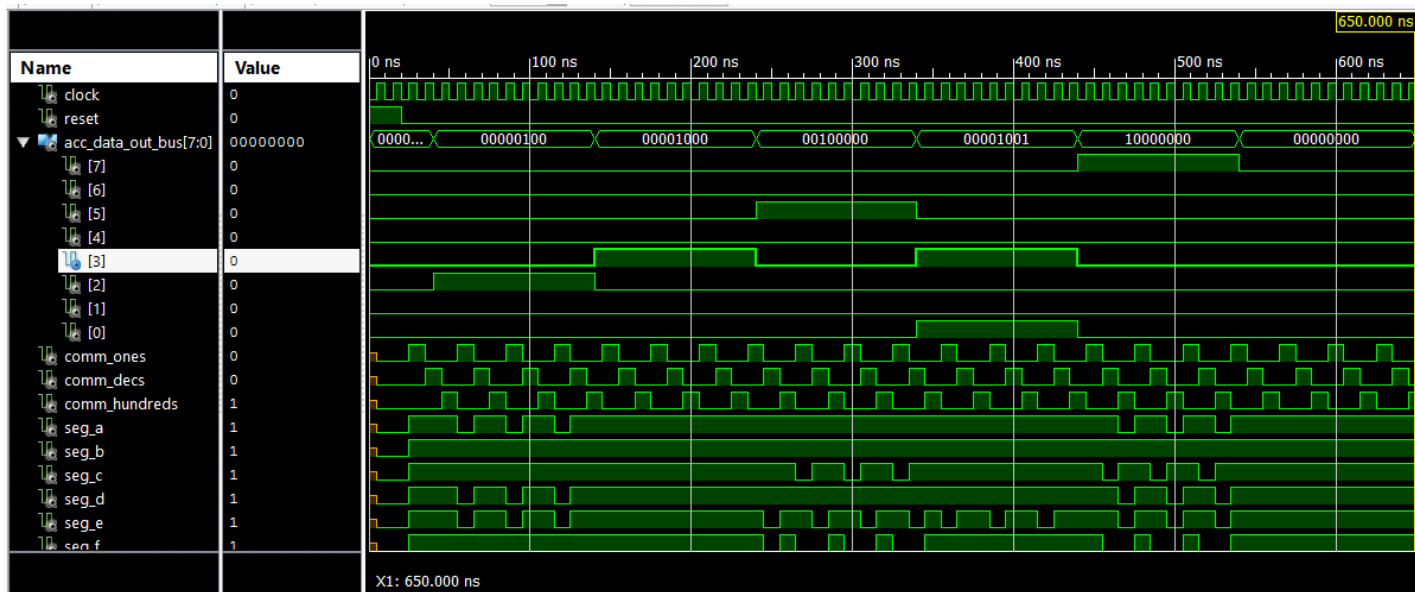 650.000 ns
Name Value
0 ns 100 ns 200 ns 300 ns 400 ns 500 ns 600 ns
clock 0
reset 0
acc_data_out_bus[7:0] 00000000 0000... 00000100 00001000 00100000 00001001 10000000 00000000
[7] 0
[6] 0
[5] 0
[4] 0
[3] 0
[2] 0
[1] 0
[0] 0
comm_ones 0
comm_decs 0
comm_hundreds 1
seg_a 1
seg_b 1
seg_c 1
seg_d 1
seg_e 1
seg_f 1
X1: 650.000 ns